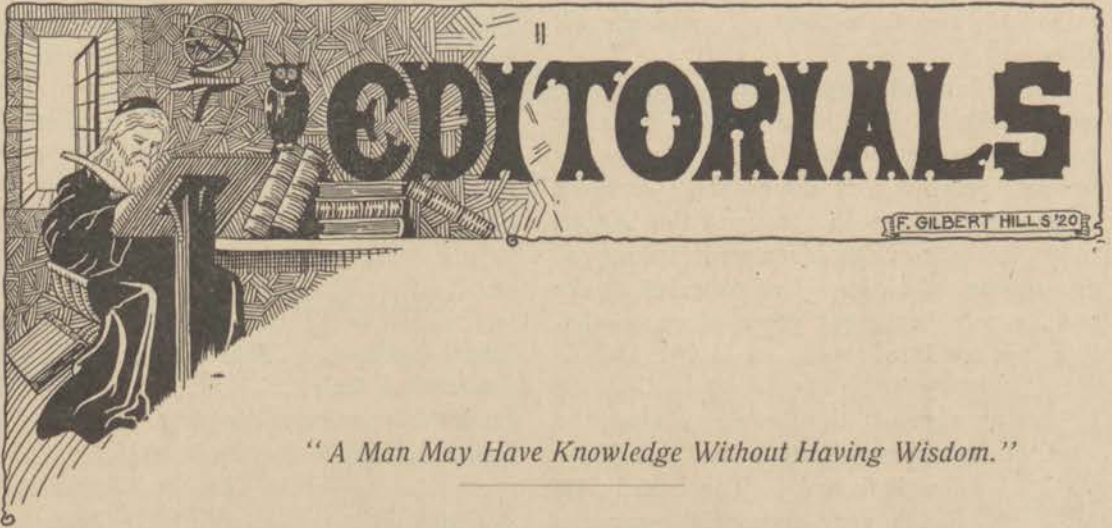 EDITORIALS
F. GILBERT HILLS '20
“A Man May Have Knowledge Without Having Wisdom.”